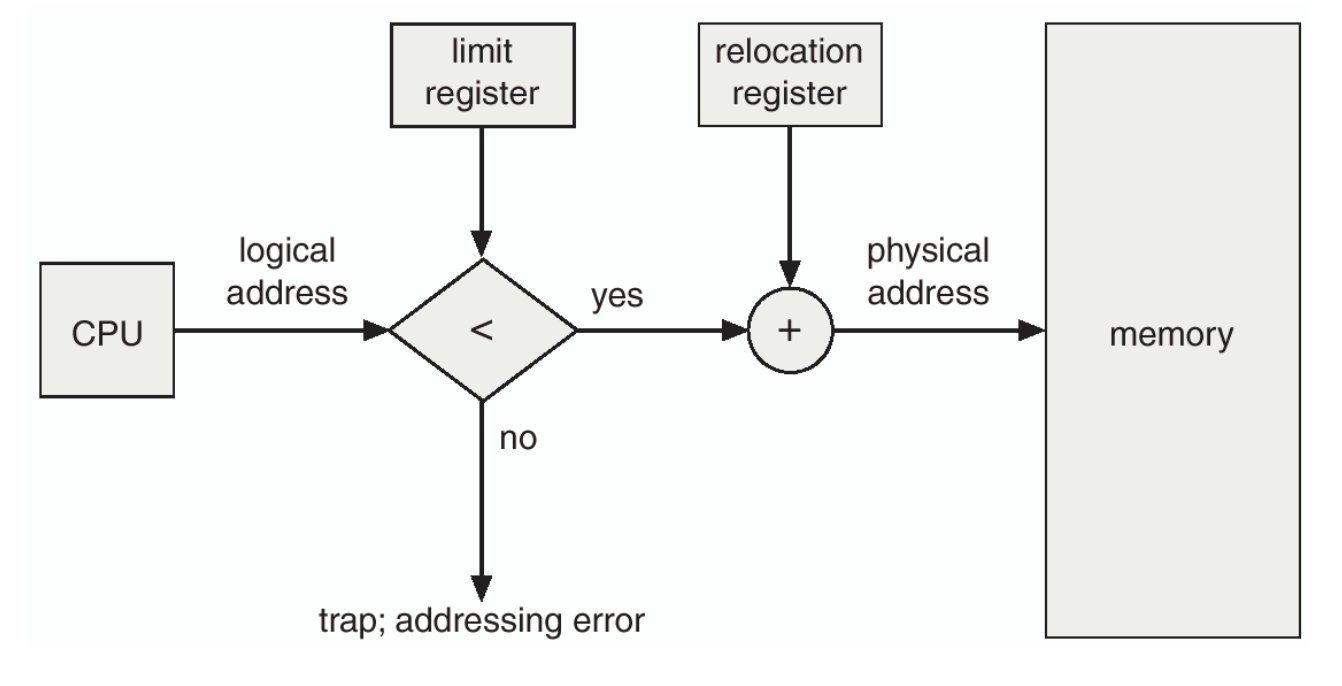 limit
register
relocation
register
logical
address
physical
address
CPU
<
yes
+
memory
no
trap; addressing error